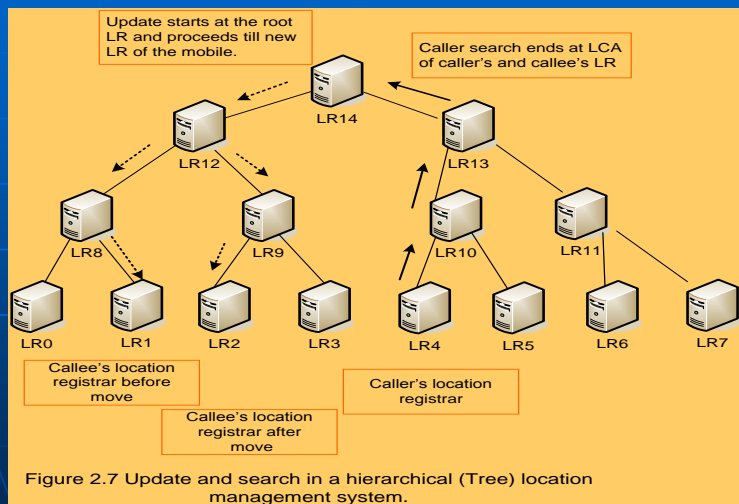 Update starts at the root
LR and proceeds till new
LR of the mobile.
Caller search ends at LCA
of caller's and callee's LR
LR14
LR12
LR13
LR8
LR9
LR10
LR11
LR0
LR1
LR2
LR3
LR4
LR5
LR6
LR7
Callee's location
registrar before
move
Caller's location
registrar
Callee's location
registrar after
move
Figure 2.7 Update and search in a hierarchical (Tree) location
management system.